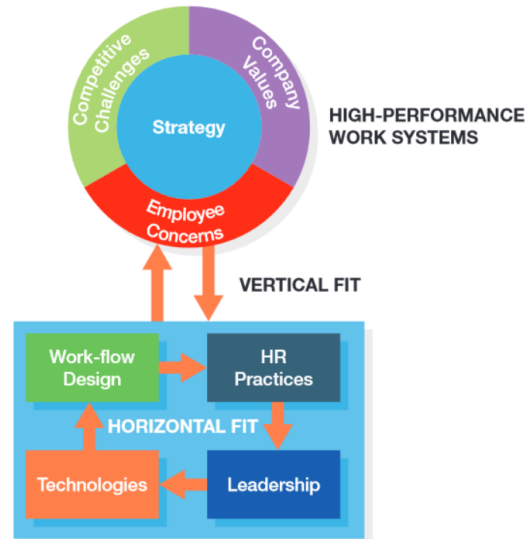 Competitive
Challenges
Company
Values
Strategy
Employee
Concerns
HIGH-PERFORMANCE
WORK SYSTEMS
VERTICAL FIT
Work-flow
Design
HR
Practices
HORIZONTAL FIT
Technologies
Leadership